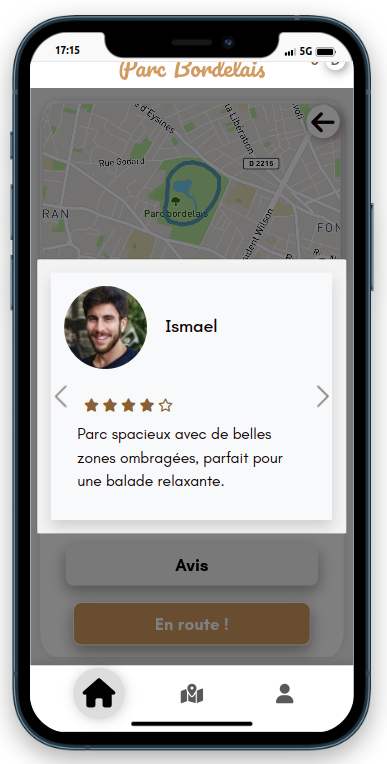 17:15
5G
Parc Bordelais
d'Eysines
la Libération
Rue Godard
D 2215
RAN
Parc bordelais
FON
sident Wilson
Ismael
Parc spacieux avec de belles
zones ombragées, parfait pour
une balade relaxante.
Avis
En route !